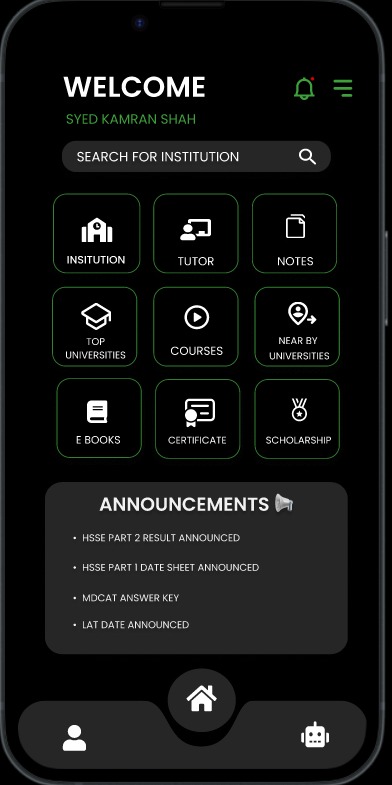 WELCOME
SYED KAMRAN SHAH
SEARCH FOR INSTITUTION
INSITUTION
TUTOR
NOTES
TOP
UNIVERSITIES
COURSES
NEAR BY
UNIVERSITIES
E BOOKS
CERTIFICATE
SCHOLARSHIP
ANNOUNCEMENTS
• HSSE PART 2 RESULT ANNOUNCED
• HSSE PART 1 DATE SHEET ANNOUNCED
• MDCAT ANSWER KEY
• LAT DATE ANNOUNCED